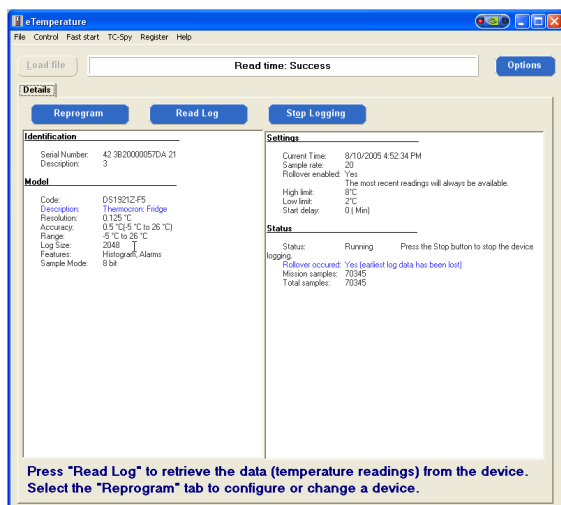 eTemperature
File Control Fast start TC-Spy Register Help
Load file
Read time: Success
Options
Details
Reprogram
Read Log
Stop Logging
Identification
Serial Number: 42 3B20000057DA 21
Description: 3
Model
Code: DS1921Z-F5
Description: Thermocron: Fridge
Resolution: 0.125 °C
Accuracy: 0.5 °C(-5 °C to 26 °C)
Range: -5 °C to 26 °C
Log Size: 2048
Features: Histogram, Alarms
Sample Mode: 8 bit
Settings
Current Time: 8/10/2005 4:52:34 PM
Sample rate: 20
Rollover enabled: Yes
The most recent readings will always be available.
High limit: 8°C
Low limit: 2°C
Start delay: 0 ( Min)
Status
Status: Running Press the Stop button to stop the device
logging.
Rollover occured: Yes (earliest log data has been lost)
Mission samples: 70345
Total samples: 70345
Press "Read Log" to retrieve the data (temperature readings) from the device.
Select the "Reprogram" tab to configure or change a device.